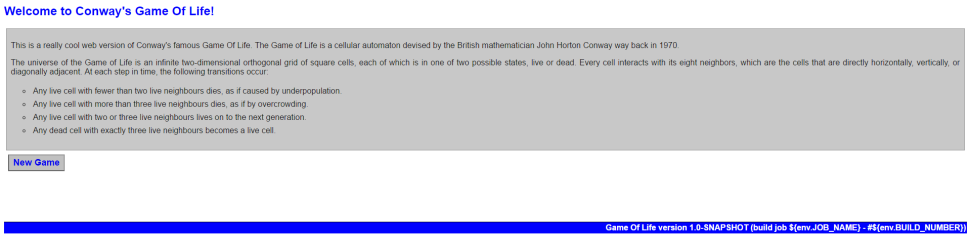 Welcome to Conway's Game Of Life!
This is a really cool web version of Conway's famous Game Of Life. The Game of Life is a cellular automaton devised by the British mathematician John Horton Conway way back in 1970.
The universe of the Game of Life is an infinite two-dimensional orthogonal grid of square cells, each of which is in one of two possible states, live or dead. Every cell interacts with its eight neighbors, which are the cells that are directly horizontally, vertically, or
diagonally adjacent. At each step in time, the following transitions occur:
Any live cell with fewer than two live neighbours dies, as if caused by underpopulation.
Any live cell with more than three live neighbours dies, as if by overcrowding.
Any live cell with two or three live neighbours lives on to the next generation.
Any dead cell with exactly three live neighbours becomes a live cell.
New Game
Game Of Life version 1.0-SNAPSHOT (build job ${env.JOB_NAME} - #${env.BUILD_NUMBER})